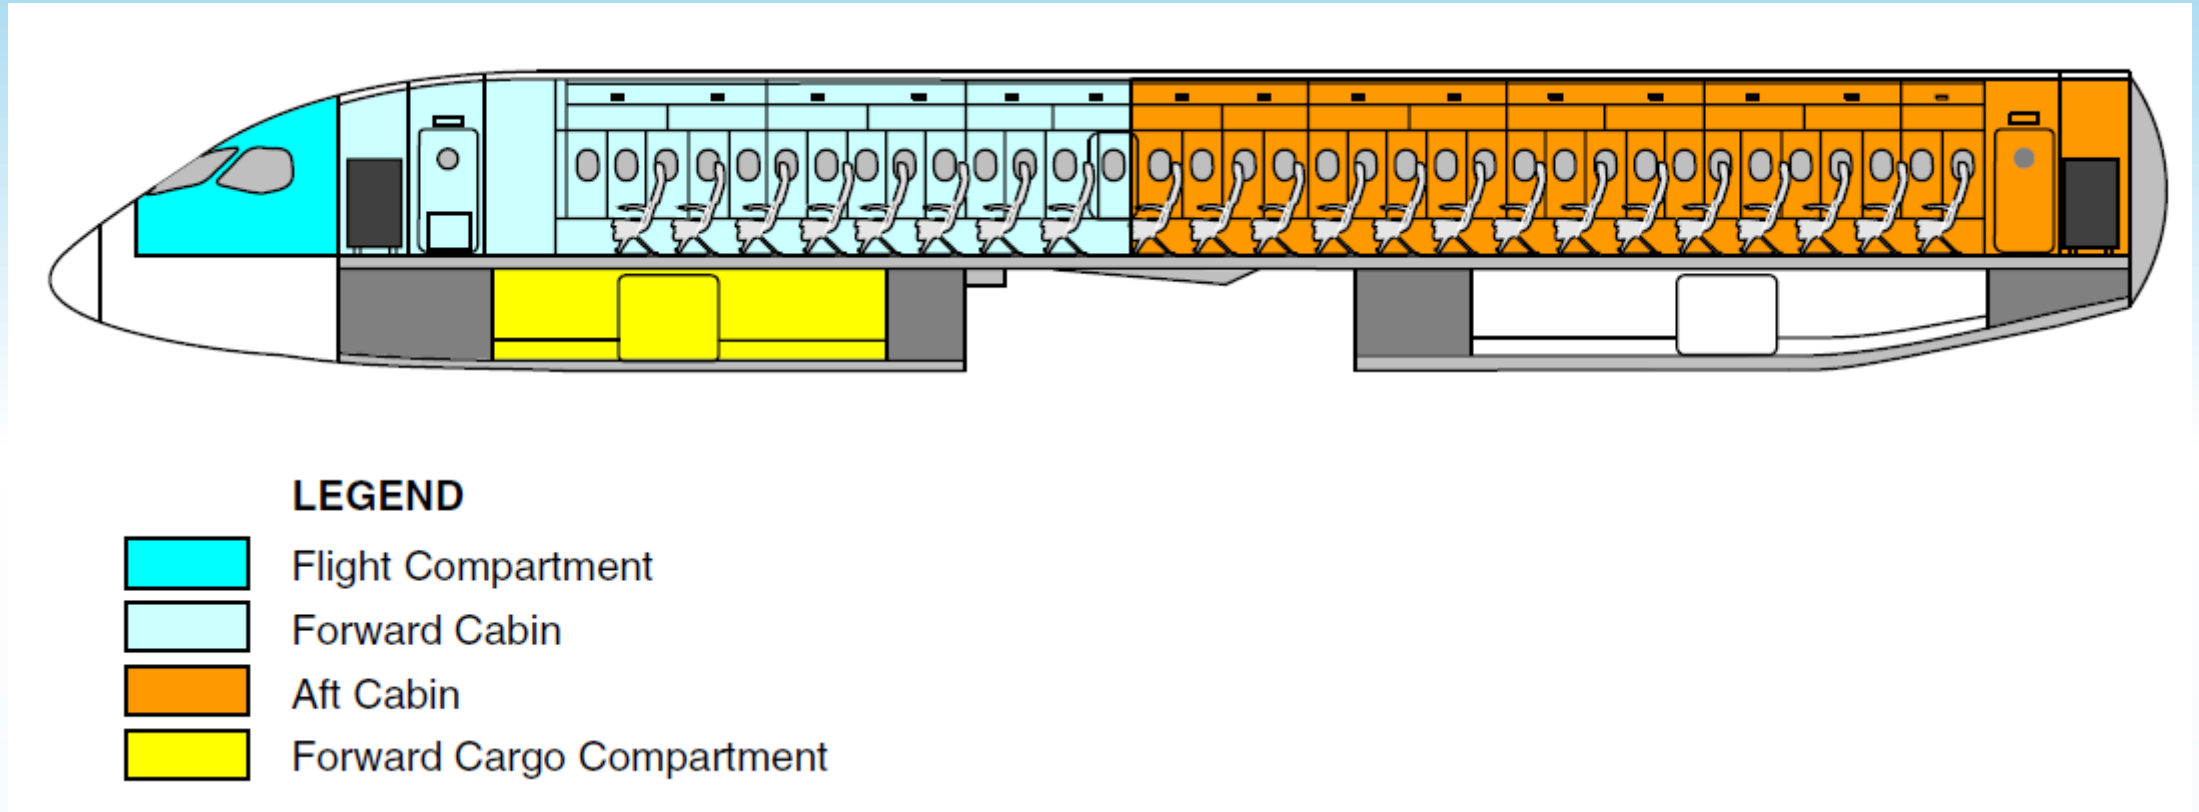 LEGEND
Flight Compartment
Forward Cabin
Aft Cabin
Forward Cargo Compartment